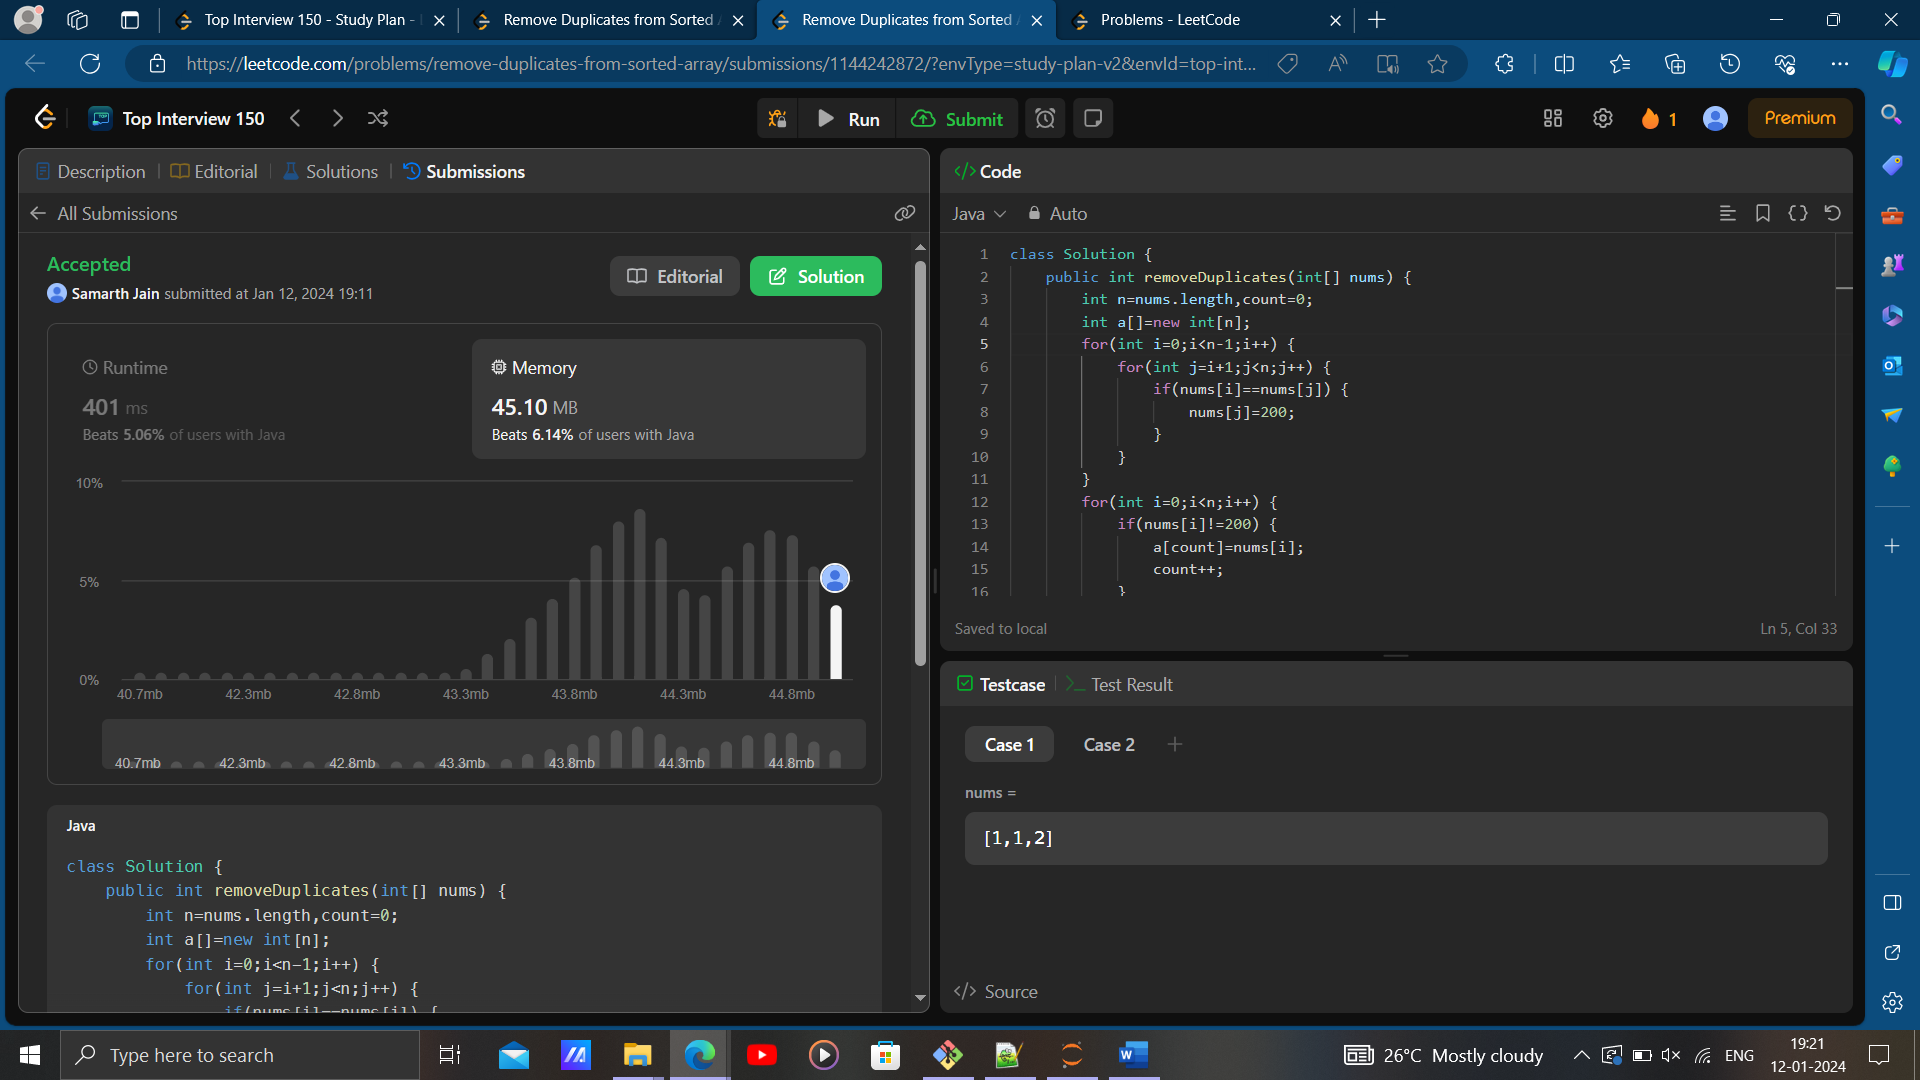 Top Interview 150 - Study Plan -
Remove Duplicates from Sorted
Remove Duplicates from Sorted
Problems - LeetCode
https://leetcode.com/problems/remove-duplicates-from-sorted-array/submissions/1144242872/?envType=study-plan-v2&envId=top-int...
Top Interview 150
Run
Submit
1
Premium
Description
Editorial
Solutions
Submissions
All Submissions
Accepted
Samarth Jain submitted at Jan 12, 2024 19:11
Editorial
Solution
Runtime
401 ms
Beats 5.06% of users with Java
Memory
45.10 MB
Beats 6.14% of users with Java
10%
5%
0%
40.7mb 42.3mb 42.8mb 43.3mb 43.8mb 44.3mb 44.8mb
40.7mb 42.3mb 42.8mb 43.3mb 43.8mb 44.3mb 44.8mb
Java
class Solution {
public int removeDuplicates(int[] nums) {
int n=nums.length,count=0;
int a[]=new int[n];
for(int i=0;i<n-1;i++) {
for(int j=i+1;j<n;j++) {
if(nums[i]==nums[j]) {
Code
Java
Auto
1 class Solution {
2 public int removeDuplicates(int[] nums) {
3 int n=nums.length,count=0;
4 int a[]=new int[n];
5 for(int i=0;i<n-1;i++) {
6 for(int j=i+1;j<n;j++) {
7 if(nums[i]==nums[j]) {
8 nums[j]=200;
9 }
10 }
11 }
12 for(int i=0;i<n;i++) {
13 if(nums[i]!=200) {
14 a[count]=nums[i];
15 count++;
16 }
Saved to local
Ln 5, Col 33
Testcase
Test Result
Case 1
Case 2
nums =
[1,1,2]
Source
Type here to search
26°C Mostly cloudy
ENG
19:21
12-01-2024